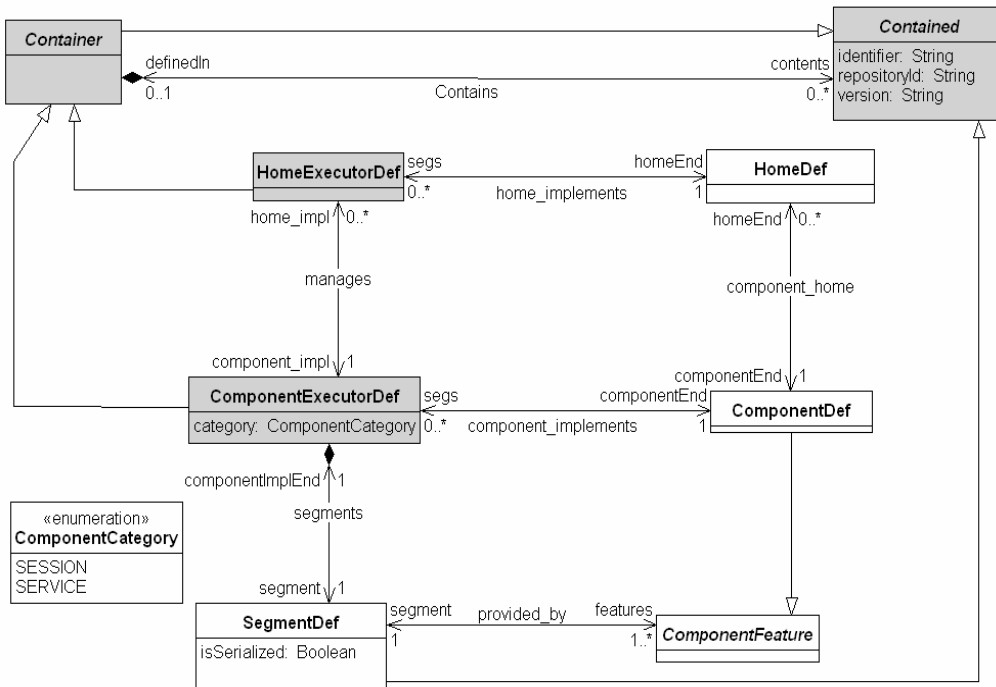 Container
Contained
identifier: String
repositoryId: String
version: String
definedIn
contents
0..1
Contains
0..*
HomeExecutorDef
segs
homeEnd
HomeDef
0..*
home_implements
1
home_impl
0..*
homeEnd
0..*
manages
component_home
component_impl
1
componentEnd
1
ComponentExecutorDef
category: ComponentCategory
segs
componentEnd
ComponentDef
0..*
component_implements
1
componentImplEnd
1
segments
«enumeration»
ComponentCategory
SESSION
SERVICE
segment
1
SegmentDef
isSerialized: Boolean
segment
provided_by
features
1
1..*
ComponentFeature